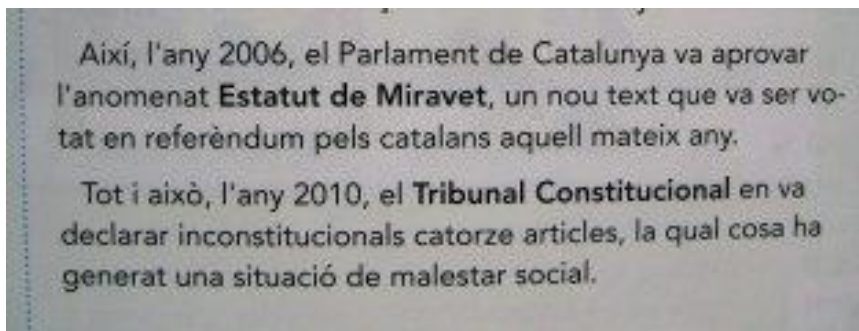 Així, l'any 2006, el Parlament de Catalunya va aprovar
l'anomenat Estatut de Miravet, un nou text que va ser vo-
tat en referèndum pels catalans aquell mateix any.
Tot i això, l'any 2010, el Tribunal Constitucional en va
declarar inconstitucionals catorze articles, la qual cosa ha
generat una situació de malestar social.